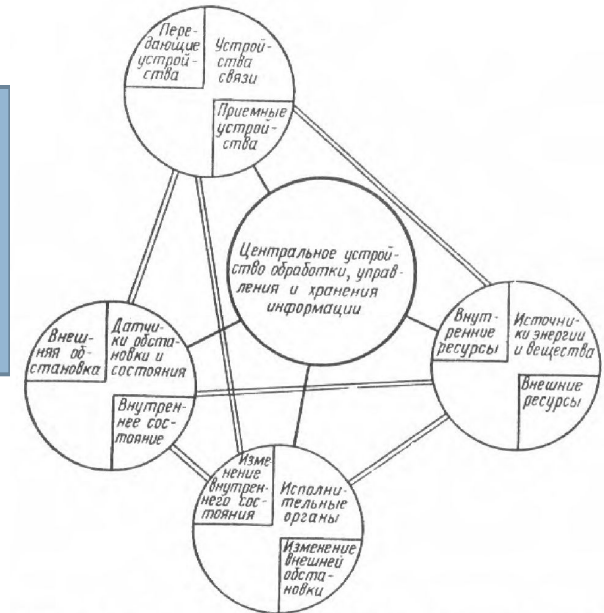 Пере-
дающие
устрой-
ства
Устрой-
ства
связи
Приемные
устрой-
ства
Центральное устрой-
ство обработки, управ-
ления и хранения
информации
Внеш-
няя об-
становка
Датчи-
ки обста-
новки и
состояния
Внутрен-
нее сос-
тояние
Внут-
ренние
ресурсы
Источни-
ки энергии
и вещества
Внешние
ресурсы
Изме-
нение
внутрен-
него сос-
тояния
Исполни-
тельные
органы
Изменение
внешней
обста-
новки